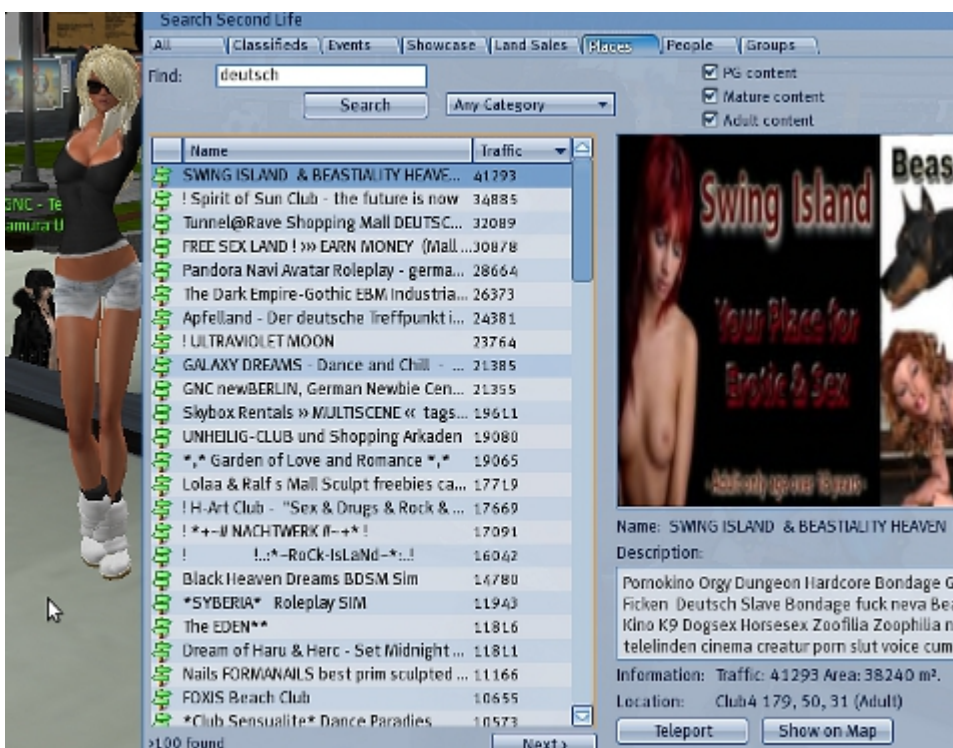 Search Second Life
All Classifieds Events Showcase Land Sales Places People Groups
Find: deutsch
Search Any Category
PG content
Mature content
Adult content
Name Traffic
SWING ISLAND & BEASTIALITY HEAVE... 41293
! Spirit of Sun Club - the future is now 34885
Tunnel@Rave Shopping Mall DEUTSC... 32089
FREE SEX LAND ! »» EARN MONEY (Mall ... 30878
Pandora Navi Avatar Roleplay - germa... 28664
The Dark Empire-Gothic EBM Industria... 26373
Apfelland - Der deutsche Treffpunkt i... 24381
! ULTRAVIOLET MOON 23764
GALAXY DREAMS - Dance and Chill - ... 21385
GNC newBERLIN, German Newbie Cen... 21355
Skybox Rentals » MULTISCENE « tags... 19611
UNHEILIG-CLUB und Shopping Arkaden 19080
*,* Garden of Love and Romance *,* 19065
Lolaa & Ralf s Mall Sculpt freebies ca... 17719
! H-Art Club - "Sex & Drugs & Rock & ... 17669
! *+-# NACHTWERK #-+* ! 17091
! !..:*~RoCk-IsLaNd~*:..! 16042
Black Heaven Dreams BDSM Sim 14780
*SYBERIA* Roleplay SIM 11943
The EDEN** 11816
Dream of Haru & Herc - Set Midnight ... 11811
Nails FORMANAILS best prim sculpted ... 11166
FOXIS Beach Club 10655
*Club Sensualite* Dance Paradies 10573
>100 found Next >
GNC - Te
amura U
Swing Island
Your Place for
Erotic & Sex
- Adult only age over 18 years -
Beas
Name: SWING ISLAND & BEASTIALITY HEAVEN
Description:
Pornokino Orgy Dungeon Hardcore Bondage G
Ficken Deutsch Slave Bondage fuck neva Bea
Kino K9 Dogsex Horsesex Zoofilia Zoophilia n
telelinden cinema creatur porn slut voice cum
Information: Traffic: 41293 Area: 38240 m².
Location: Club4 179, 50, 31 (Adult)
Teleport Show on Map